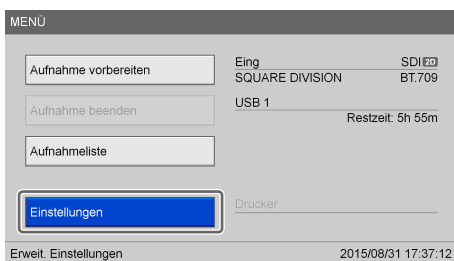 MENÜ
Aufnahme vorbereiten
Aufnahme beenden
Aufnahmeliste
Einstellungen
Eing SDI 2D
SQUARE DIVISION BT.709
USB 1
Restzeit: 5h 55m
Drucker
Erweit. Einstellungen 2015/08/31 17:37:12